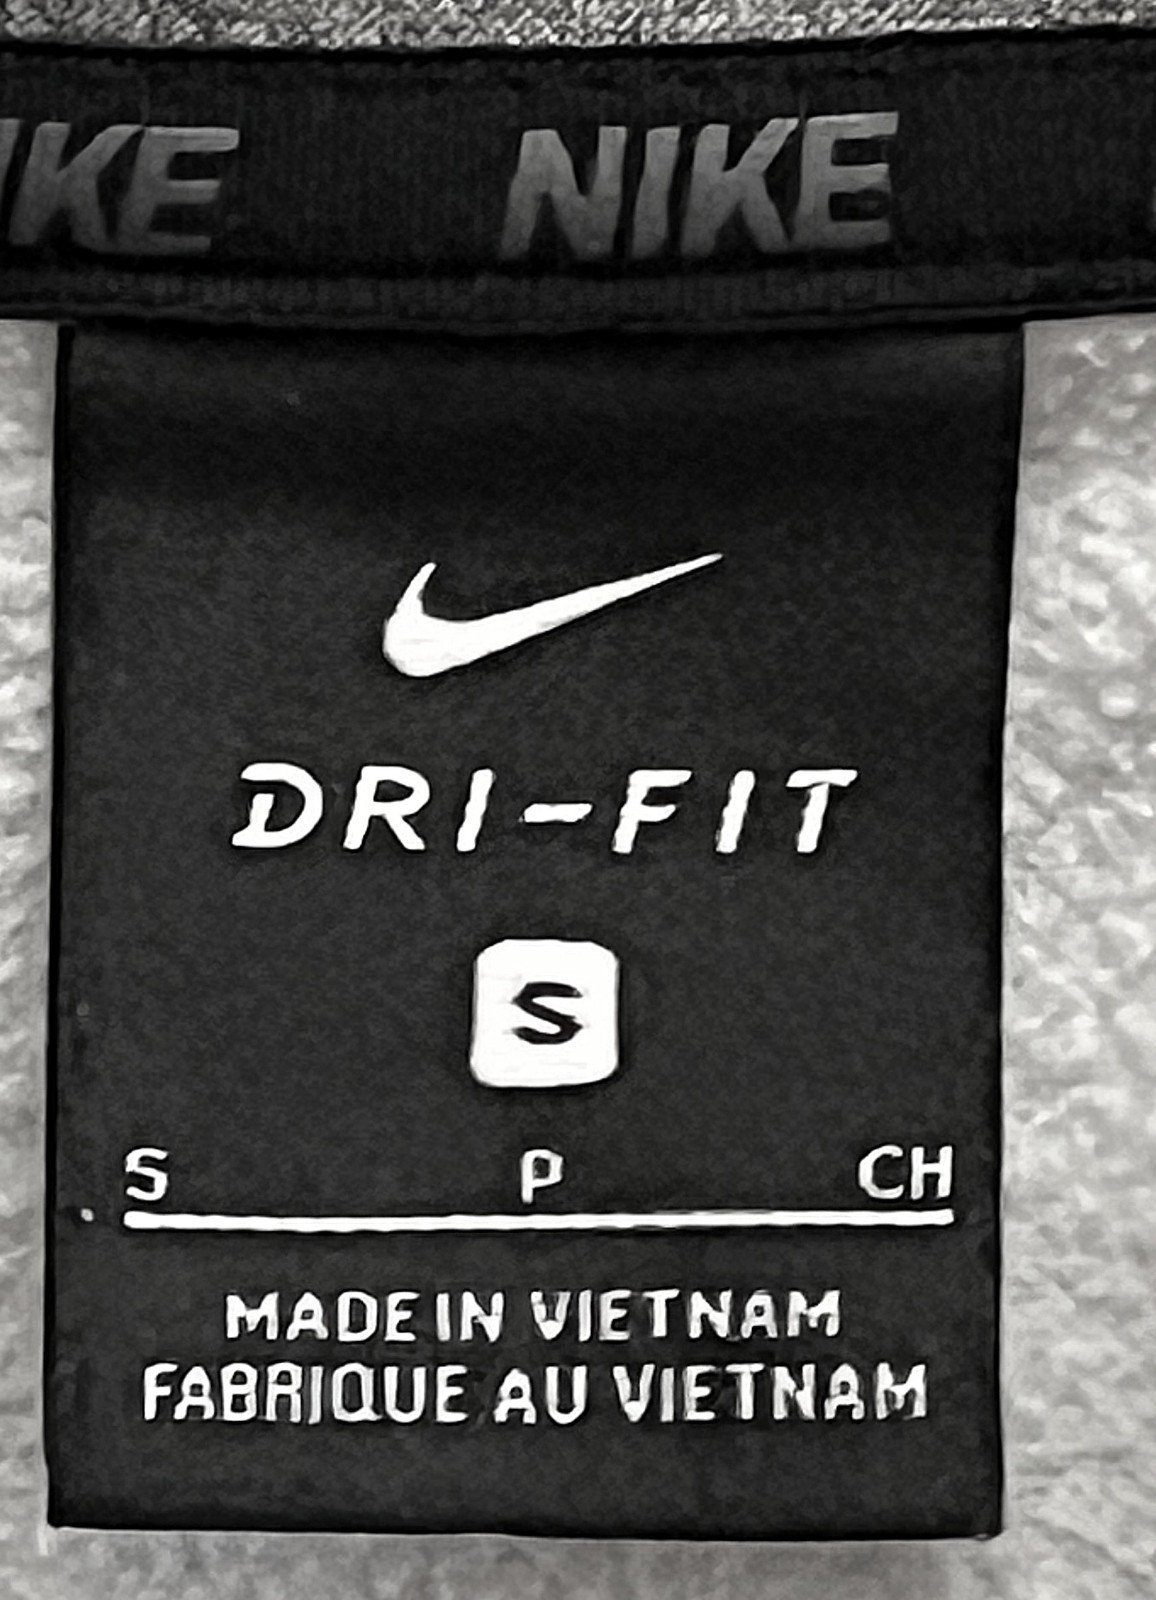 NIKE NIKE
DRI-FIT
S
S P CH
MADE IN VIETNAM
FABRIQUE AU VIETNAM